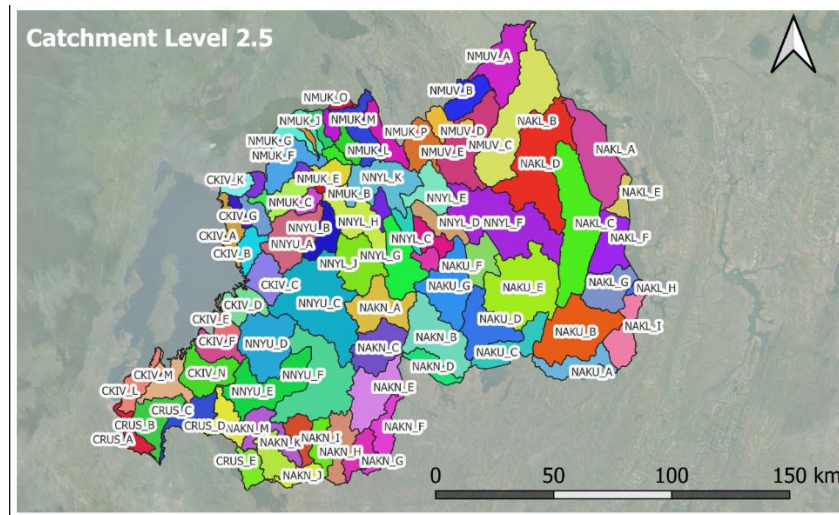 Catchment Level 2.5
NMUV_A
NMUV_B
NMUK_O
NMUK_J
NMUK_M
NMUK_P
NMUV_D
NAKL_B
NMUK_G
NMUK_L
NMUV_E
NMUV_C
NAKL_A
NMUK_F
NAKL_D
CKIV_K
NMUK_E
NNYL_K
NAKL_E
NMUK_B
NNYL_E
NMUK_C
CKIV_G
NNYU_B
NNYL_H
NNYL_D
NNYL_F
NAKL_C
CKIV_A
NNYU_A
NNYL_C
NAKL_F
CKIV_B
NNYL_G
NNYL_J
NAKU_F
NAKL_G
CKIV_C
NAKU_G
NAKU_E
NAKL_H
NNYU_C
NAKN_A
CKIV_D
CKIV_E
NAKU_D
NAKU_B
NAKL_I
CKIV_F
NNYU_D
NAKN_B
NAKN_C
NAKU_C
CKIV_M
CKIV_N
NNYU_F
NAKN_D
NAKU_A
CKIV_L
NNYU_E
NAKN_E
CRUS_C
CRUS_B
CRUS_D
NAKN_M
NAKN_F
CRUS_A
NAKN_K
NAKN_I
NAKN_H
CRUS_E
NAKN_J
NAKN_G
0 50 100 150 km